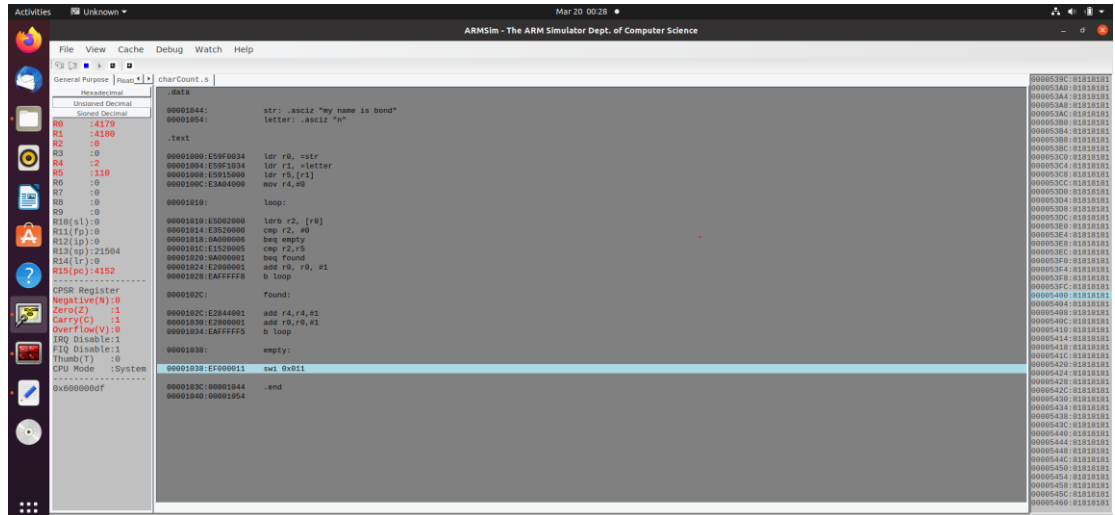 Activities
Unknown
Mar 20 00:28
ARMSim - The ARM Simulator Dept. of Computer Science
File View Cache Debug Watch Help
General Purpose
charCount.s
Hexadecimal
Unsigned Decimal
Signed Decimal
R0 :4179
R1 :4180
R2 :0
R3 :0
R4 :2
R5 :110
R6 :0
R7 :0
R8 :0
R9 :0
R10(sl):0
R11(fp):0
R12(ip):0
R13(sp):21504
R14(lr):0
R15(pc):4152
------------------
CPSR Register
Negative(N):0
Zero(Z) :1
Carry(C) :1
Overflow(V):0
IRQ Disable:1
FIQ Disable:1
Thumb(T) :0
CPU Mode :System
------------------
0x600000df
.data
00001044: str: .asciz "my name is bond"
00001054: letter: .asciz "n"
.text
00001000:E59F0034 ldr r0, =str
00001004:E59F1034 ldr r1, =letter
00001008:E5915000 ldr r5,[r1]
0000100C:E3A04000 mov r4,#0
00001010: loop:
00001010:E5D02000 ldrb r2, [r0]
00001014:E3520000 cmp r2, #0
00001018:0A000006 beq empty
0000101C:E1520005 cmp r2,r5
00001020:0A000001 beq found
00001024:E2800001 add r0, r0, #1
00001028:EAFFFFF8 b loop
0000102C: found:
0000102C:E2844001 add r4,r4,#1
00001030:E2800001 add r0,r0,#1
00001034:EAFFFFF5 b loop
00001038: empty:
00001038:EF000011 swi 0x011
0000103C:00001044 .end
00001040:00001054
0000539C:81818181
000053A0:81818181
000053A4:81818181
000053A8:81818181
000053AC:81818181
000053B0:81818181
000053B4:81818181
000053B8:81818181
000053BC:81818181
000053C0:81818181
000053C4:81818181
000053C8:81818181
000053CC:81818181
000053D0:81818181
000053D4:81818181
000053D8:81818181
000053DC:81818181
000053E0:81818181
000053E4:81818181
000053E8:81818181
000053EC:81818181
000053F0:81818181
000053F4:81818181
000053F8:81818181
000053FC:81818181
00005400:81818181
00005404:81818181
00005408:81818181
0000540C:81818181
00005410:81818181
00005414:81818181
00005418:81818181
0000541C:81818181
00005420:81818181
00005424:81818181
00005428:81818181
0000542C:81818181
00005430:81818181
00005434:81818181
00005438:81818181
0000543C:81818181
00005440:81818181
00005444:81818181
00005448:81818181
0000544C:81818181
00005450:81818181
00005454:81818181
00005458:81818181
0000545C:81818181
00005460:81818181